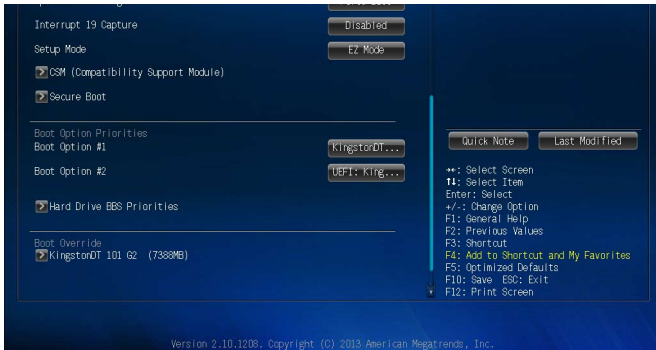 Interrupt 19 Capture
Disabled
Setup Mode
EZ Mode
CSM (Compatibility Support Module)
Secure Boot
Boot Option Priorities
Boot Option #1
KingstonDT...
Boot Option #2
UEFI: King...
Hard Drive BBS Priorities
Boot Override
KingstonDT 101 G2 (7388MB)
Quick Note
Last Modified
→←: Select Screen
↑↓: Select Item
Enter: Select
+/-: Change Option
F1: General Help
F2: Previous Values
F3: Shortcut
F4: Add to Shortcut and My Favorites
F5: Optimized Defaults
F10: Save ESC: Exit
F12: Print Screen
Version 2.10.1208. Copyright (C) 2013 American Megatrends, Inc.